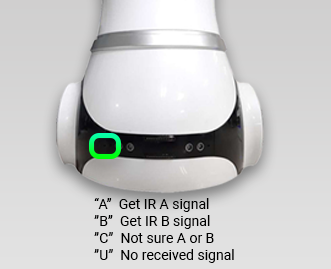 “A”  Get IR A signal
”B”  Get IR B signal
”C”  Not sure A or B
”U”  No received signal